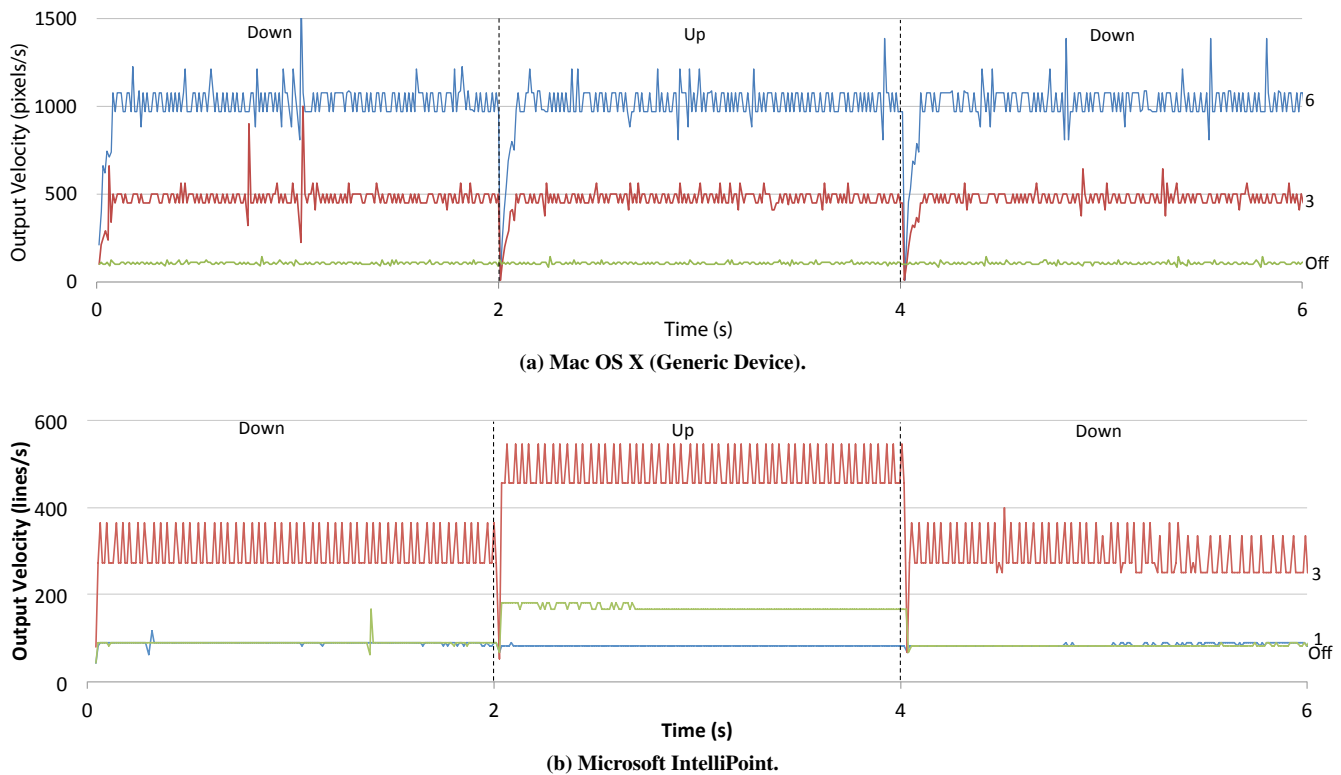 1500
1000
500
0
Output Velocity (pixels/s)
Down
Up
Down
6
3
Off
0
2
4
6
Time (s)
(a) Mac OS X (Generic Device).
600
400
200
0
Output Velocity (lines/s)
Down
Up
Down
3
1
Off
0
2
4
6
Time (s)
(b) Microsoft IntelliPoint.